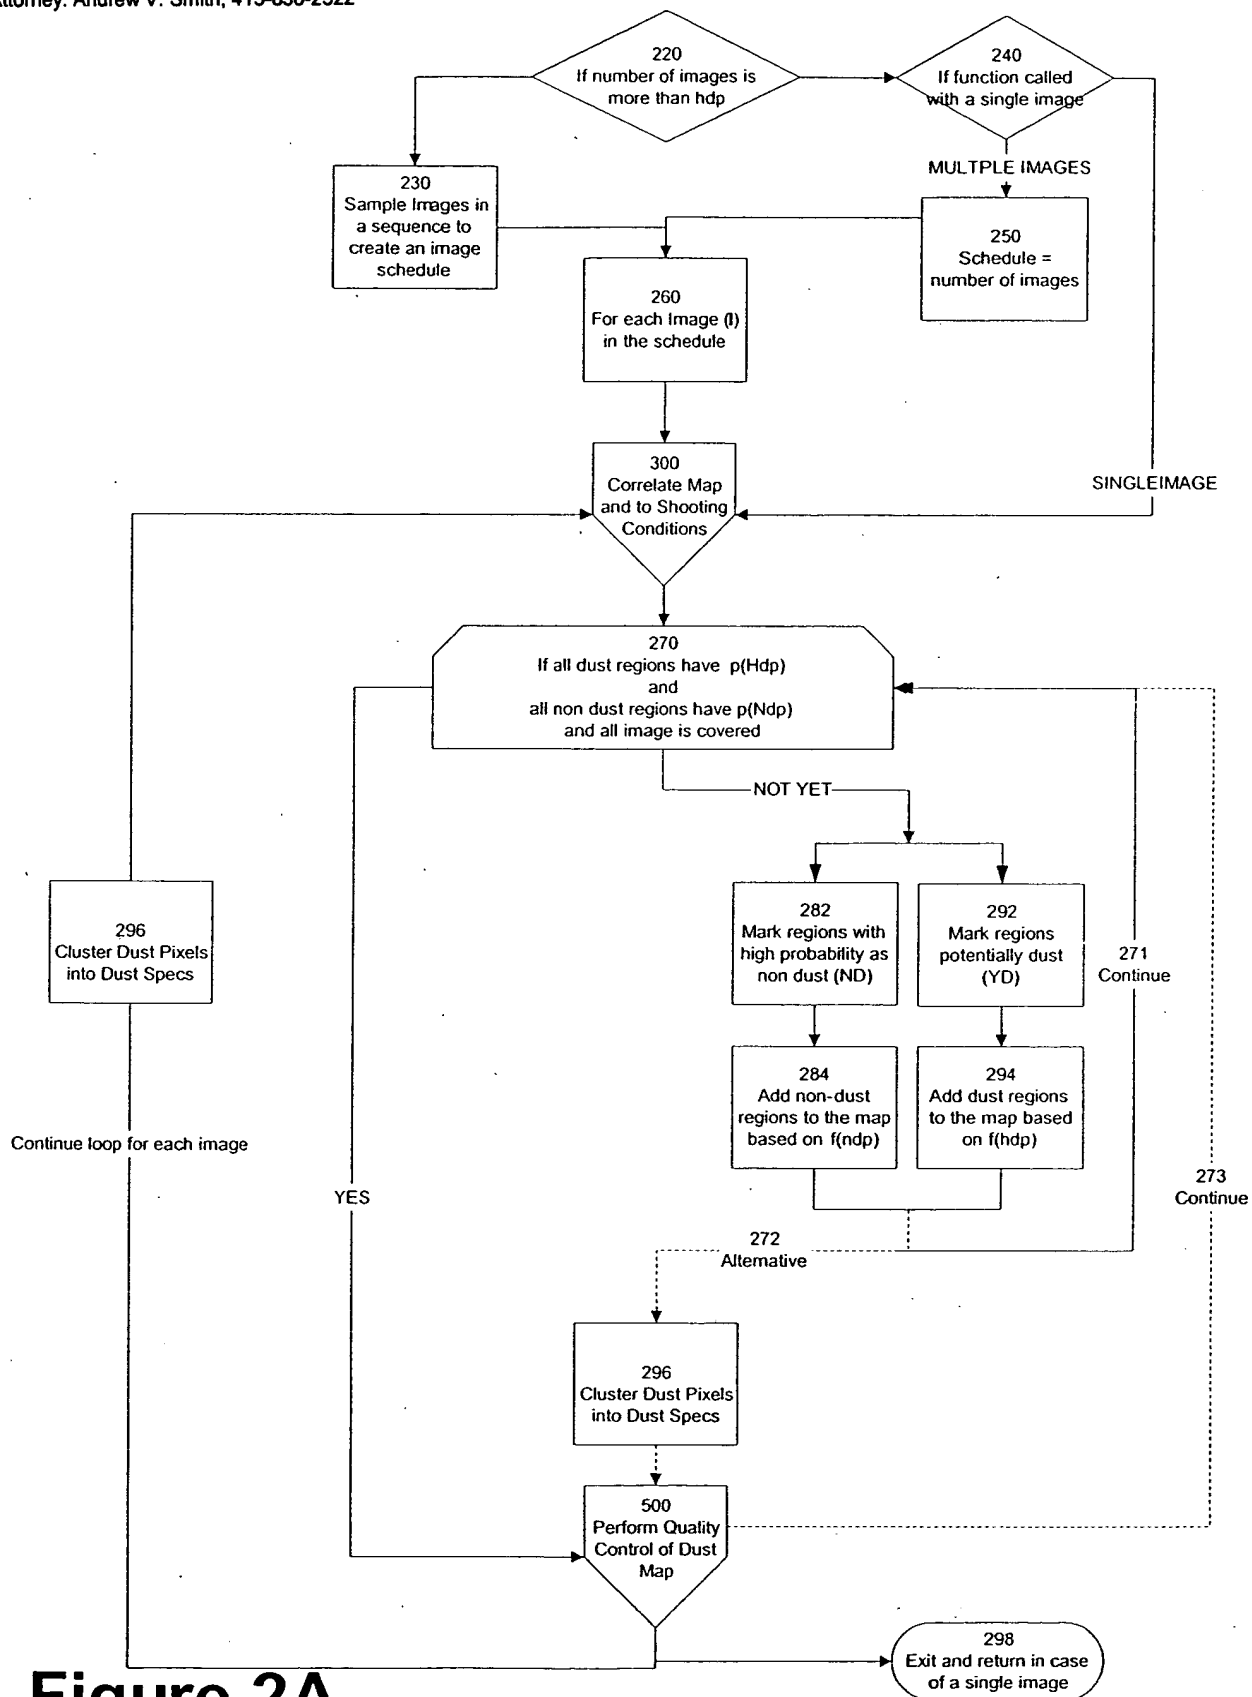 Attorney: Andrew V. Smith, 415-
220
If number of images is
more than hdp
240
If function called
with a single image
MULTPLE IMAGES
230
Sample Images in
a sequence to
create an image
schedule
250
Schedule =
number of images
260
For each Image (I)
in the schedule
300
Correlate Map
and to Shooting
Conditions
SINGLEIMAGE
270
If all dust regions have p(Hdp)
and
all non dust regions have p(Ndp)
and all image is covered
NOT YET
296
Cluster Dust Pixels
into Dust Specs
282
Mark regions with
high probability as
non dust (ND)
292
Mark regions
potentially dust
(YD)
271
Continue
284
Add non-dust
regions to the map
based on f(ndp)
294
Add dust regions
to the map based
on f(hdp)
Continue loop for each image
YES
273
Continue
272
Alternative
296
Cluster Dust Pixels
into Dust Specs
500
Perform Quality
Control of Dust
Map
298
Exit and return in case
of a single image
Figure 2A